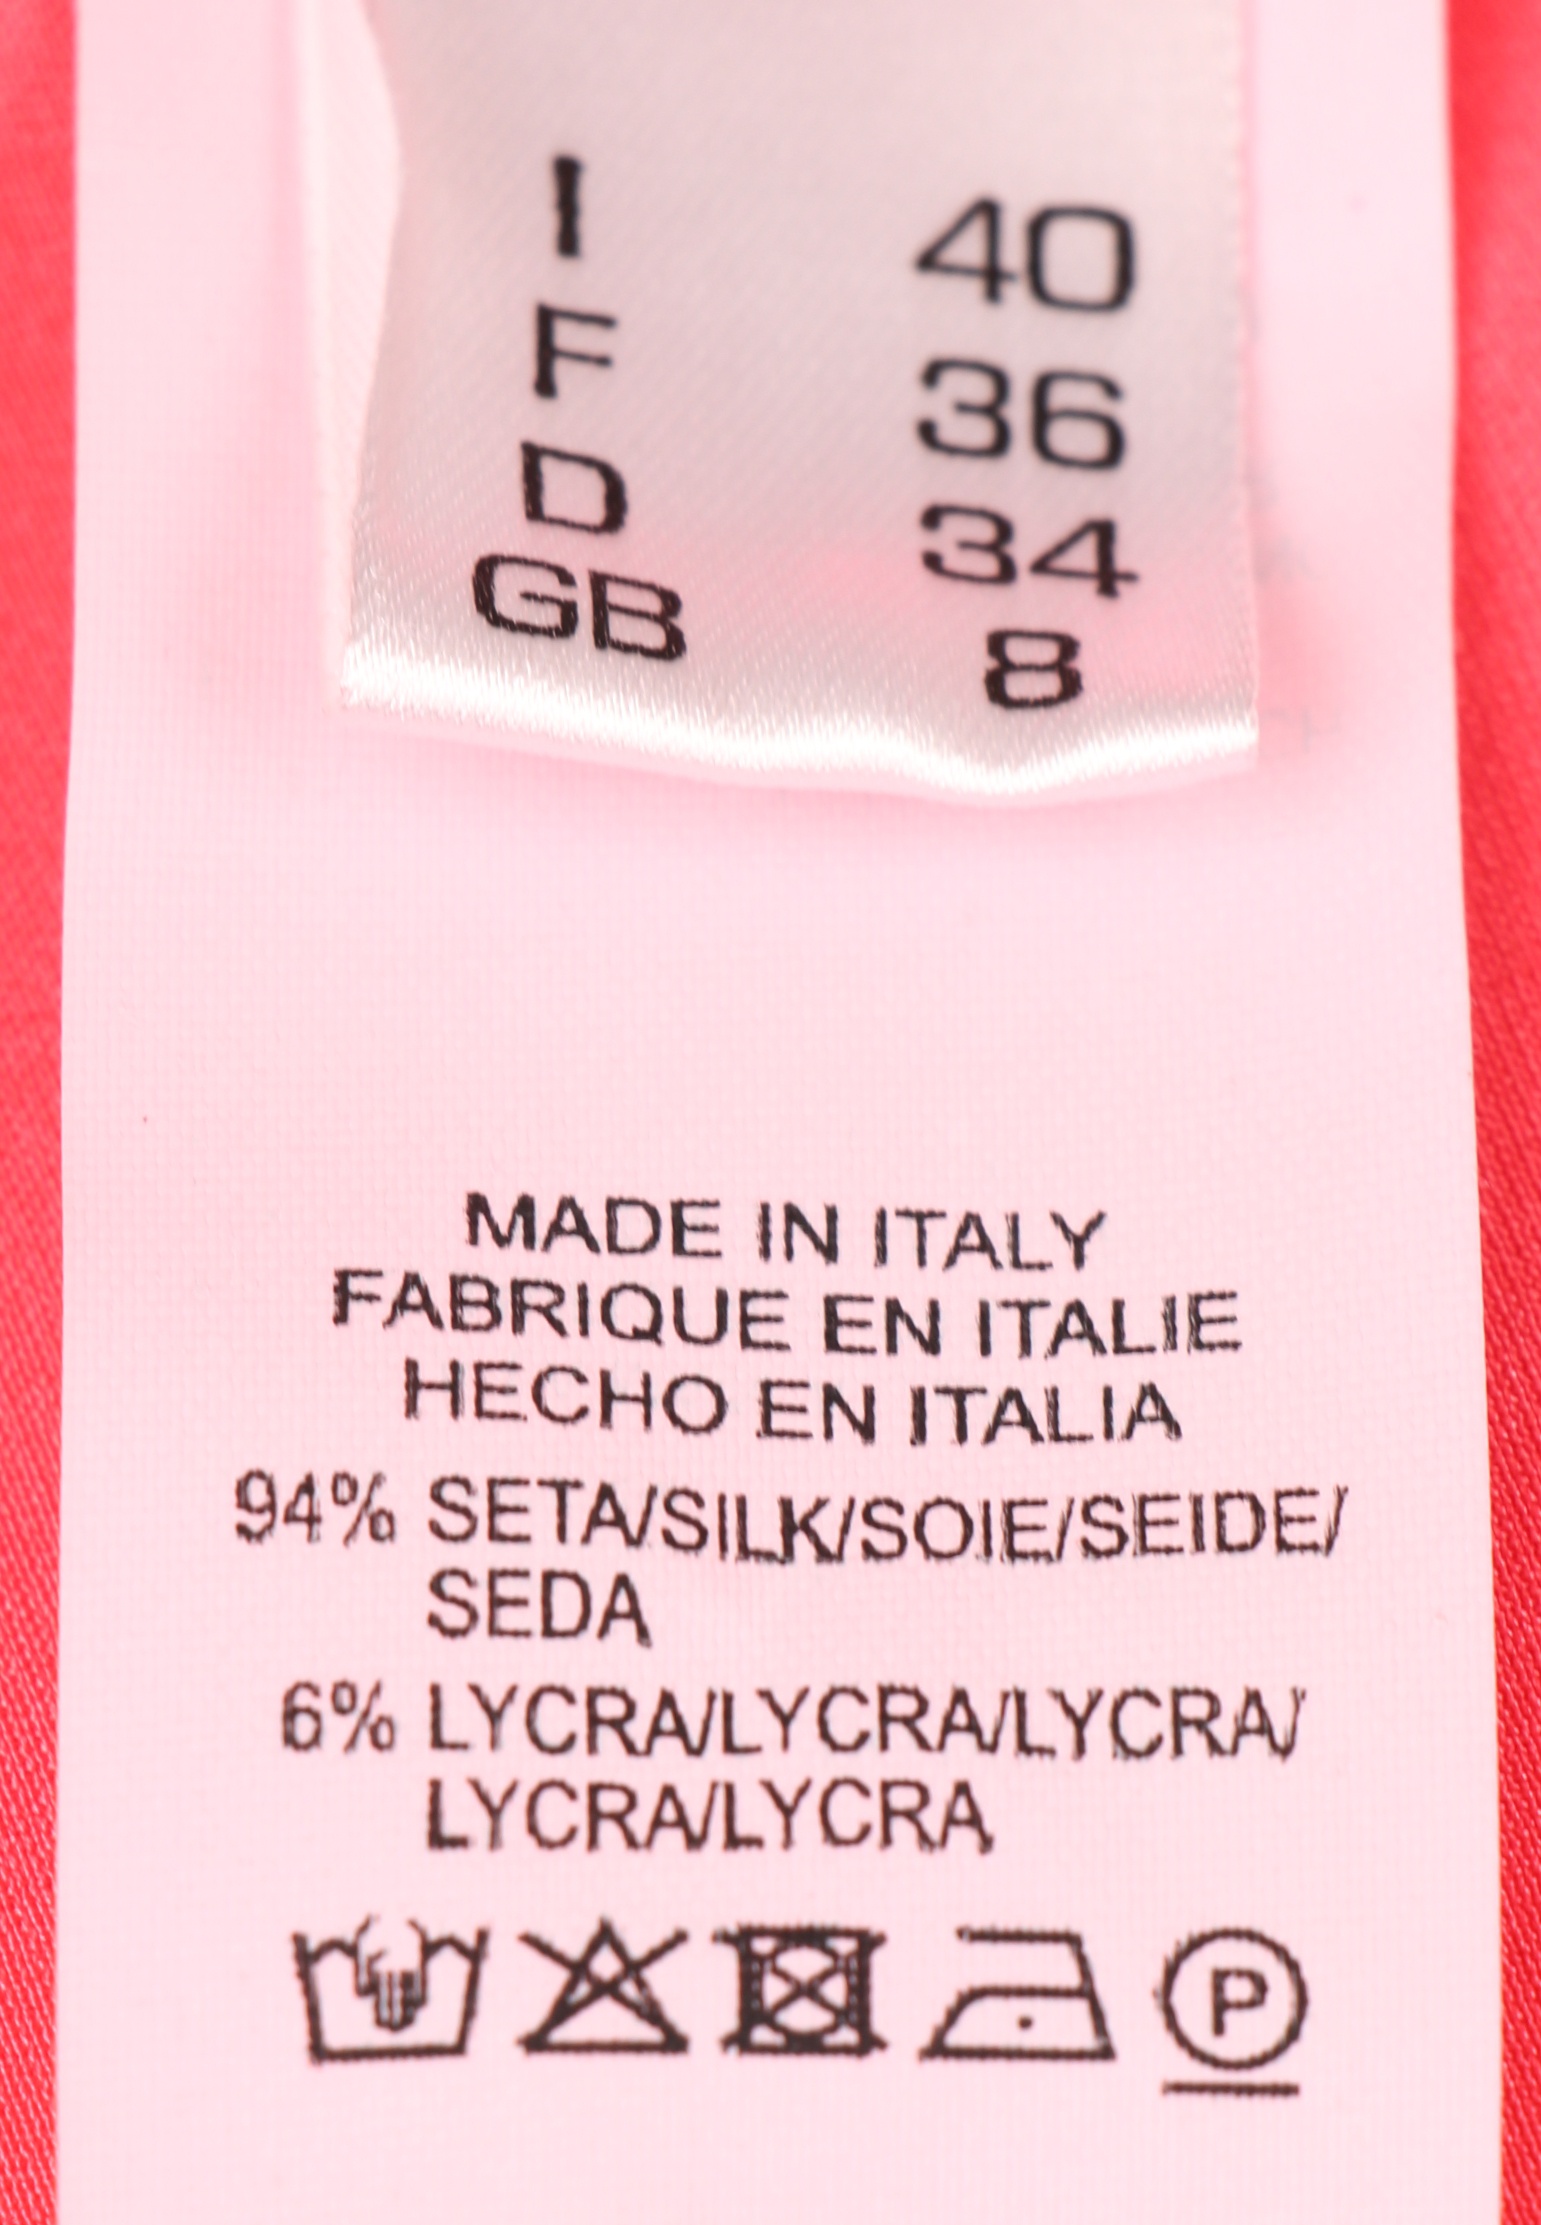 I 40
F 36
D 34
GB 8
MADE IN ITALY
FABRIQUE EN ITALIE
HECHO EN ITALIA
94% SETA/SILK/SOIE/SEIDE/
SEDA
6% LYCRA/LYCRA/LYCRA/
LYCRA/LYCRA
P